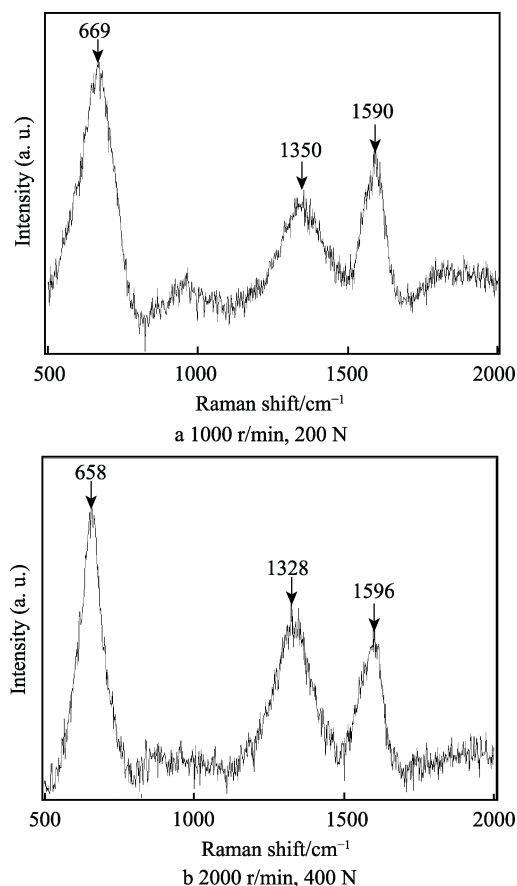 669
1350
1590
Intensity (a. u.)
500
1000
1500
2000
Raman shift/cm⁻¹
a 1000 r/min, 200 N
658
1328
1596
Intensity (a. u.)
500
1000
1500
2000
Raman shift/cm⁻¹
b 2000 r/min, 400 N